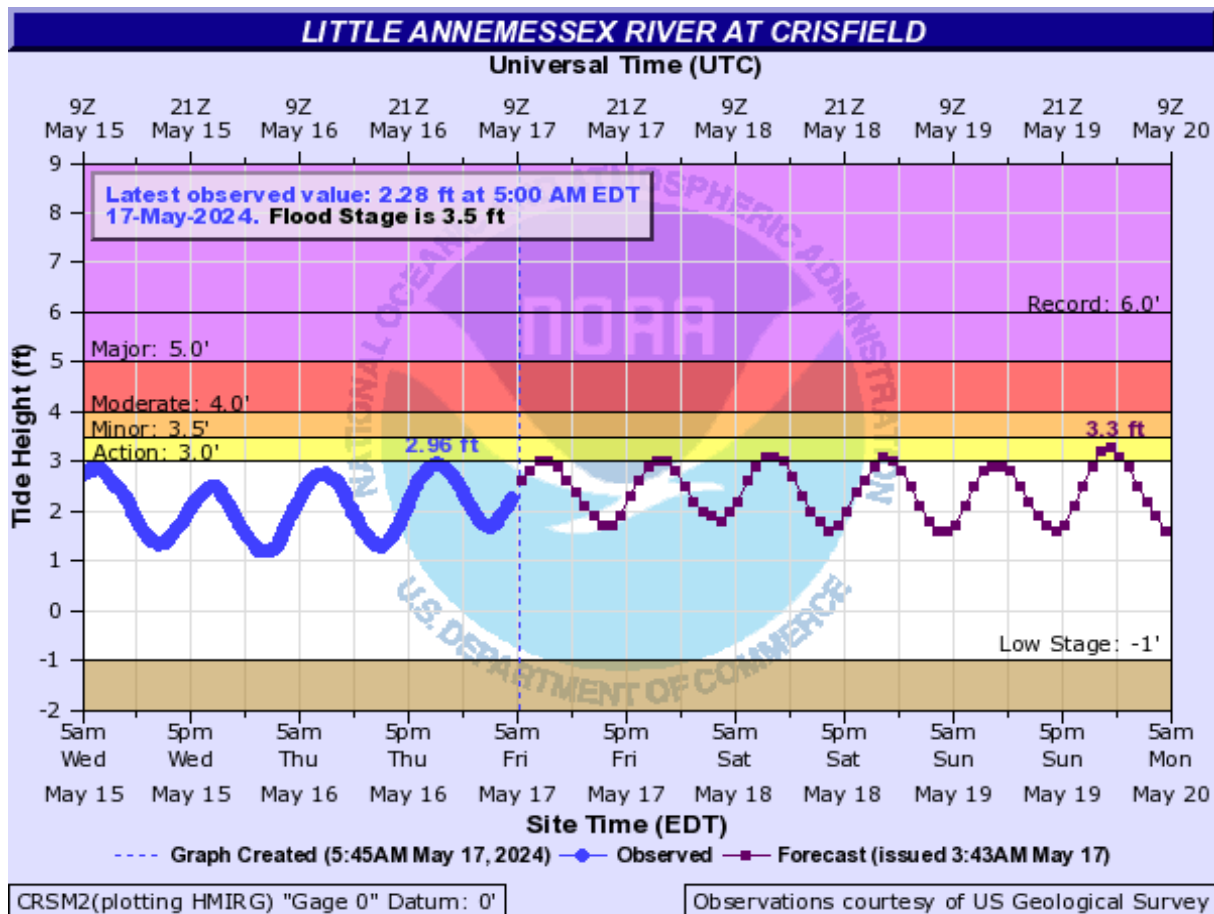 LITTLE ANNEMESSEX RIVER AT CRISFIELD
Universal Time (UTC)
9Z 21Z 9Z 21Z 9Z 21Z 9Z 21Z 9Z 21Z 9Z
May 15 May 15 May 16 May 16 May 17 May 17 May 18 May 18 May 19 May 19 May 20
Latest observed value: 2.28 ft at 5:00 AM EDT
17-May-2024. Flood Stage is 3.5 ft
NATIONAL OCEANIC AND ATMOSPHERIC ADMINISTRATION
NOAA
U.S. DEPARTMENT OF COMMERCE
Tide Height (ft)
9
8
7
6
5
4
3
2
1
0
-1
-2
Record: 6.0'
Major: 5.0'
Moderate: 4.0'
Minor: 3.5'
Action: 3.0'
2.96 ft
3.3 ft
Low Stage: -1'
5am 5pm 5am 5pm 5am 5pm 5am 5pm 5am 5pm 5am
Wed Wed Thu Thu Fri Fri Sat Sat Sun Sun Mon
May 15 May 15 May 16 May 16 May 17 May 17 May 18 May 18 May 19 May 19 May 20
Site Time (EDT)
Graph Created (5:45AM May 17, 2024) Observed Forecast (issued 3:43AM May 17)
CRSM2(plotting HMIRG) "Gage 0" Datum: 0'
Observations courtesy of US Geological Survey